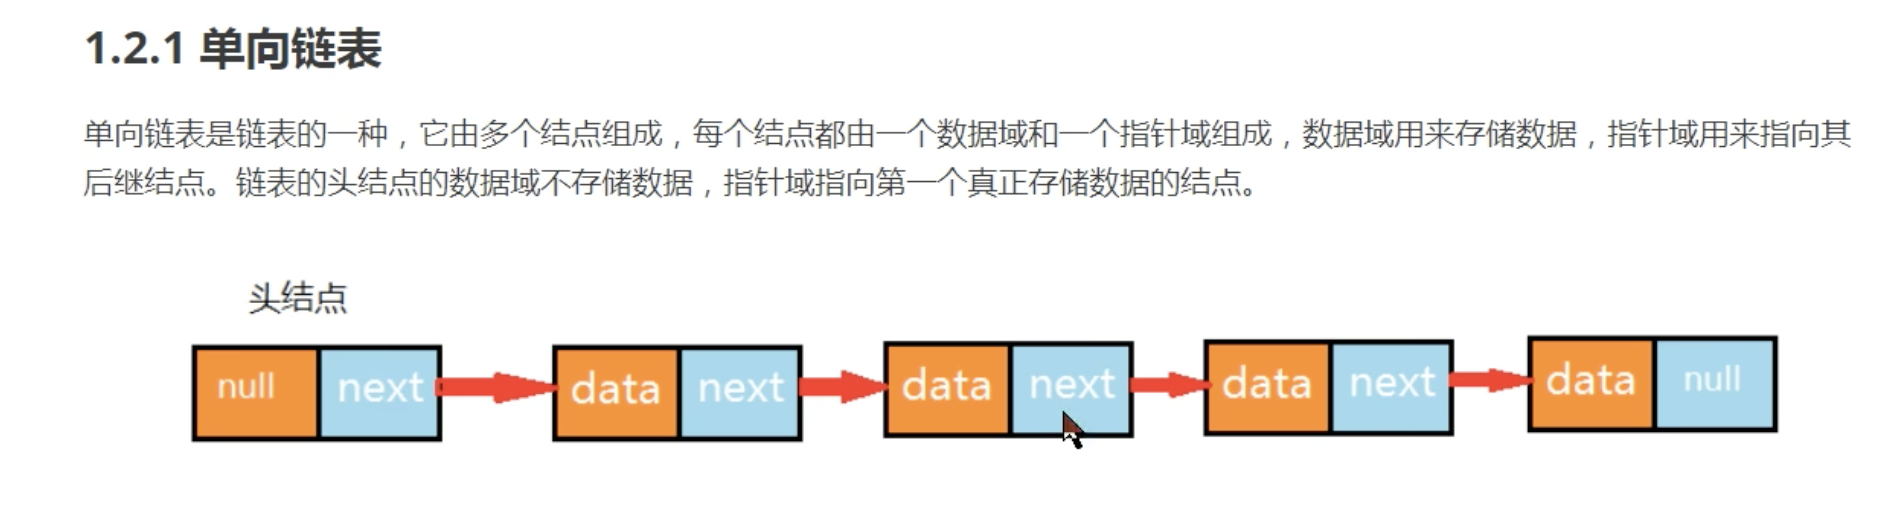 1.2.1 单向链表
单向链表是链表的一种，它由多个结点组成，每个结点都由一个数据域和一个指针域组成，数据域用来存储数据，指针域用来指向其
后继结点。链表的头结点的数据域不存储数据，指针域指向第一个真正存储数据的结点。
头结点
null next data next data next data next data null